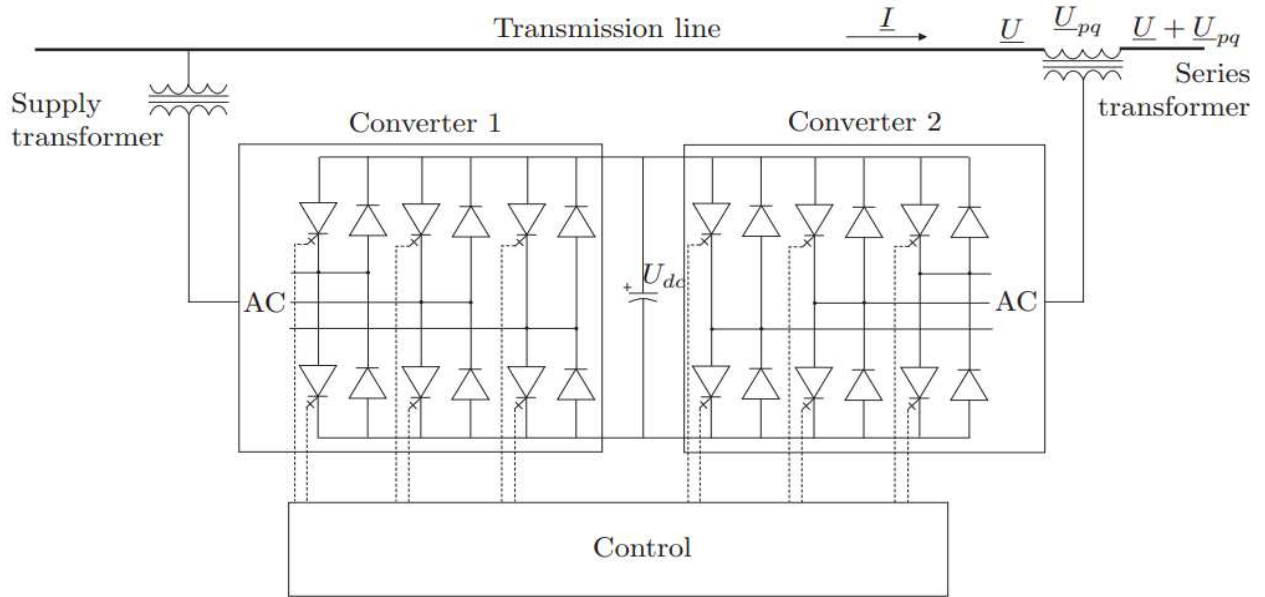 Transmission line
I
U
U_pq
U + U_pq
Supply
transformer
Series
transformer
Converter 1
Converter 2
AC
+
U_dc
AC
Control